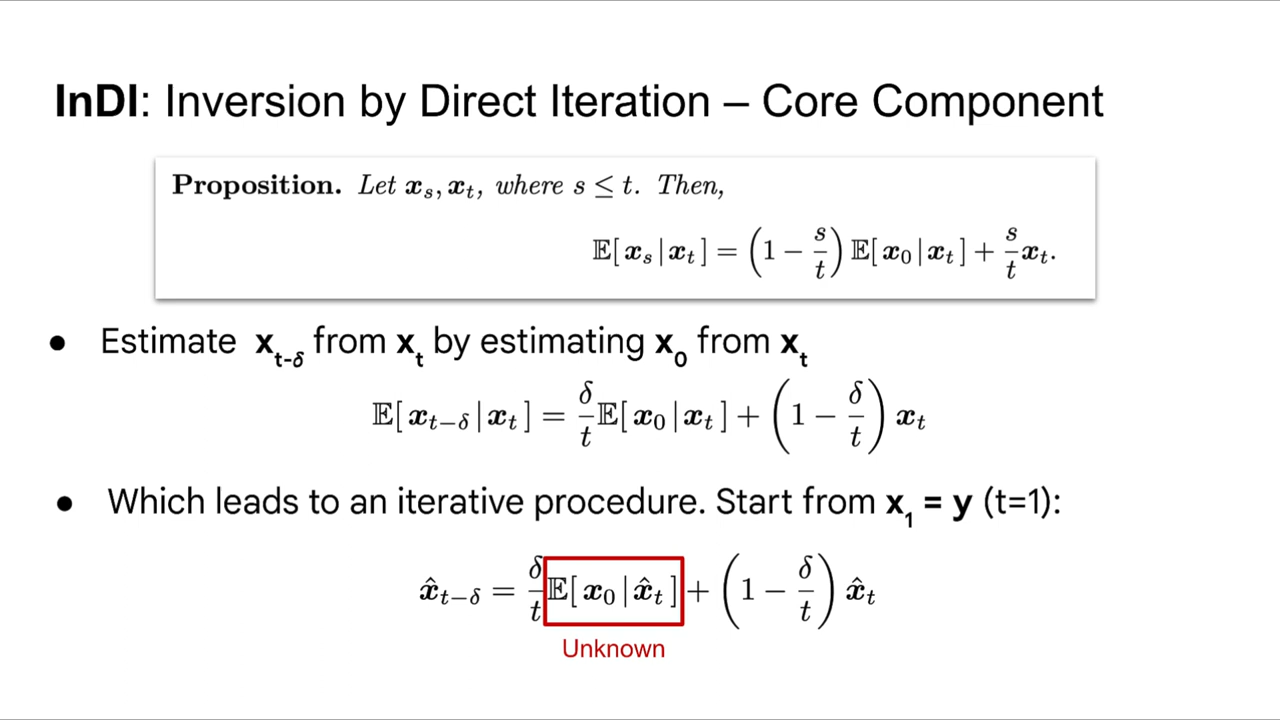 InDI: Inversion by Direct Iteration – Core Component
Proposition. Let x_s, x_t, where s ≤ t. Then,
𝔼[x_s|x_t] = (1 − s/t) 𝔼[x_0|x_t] + s/t x_t.
● Estimate x_{t-δ} from x_t by estimating x_0 from x_t
𝔼[x_{t−δ}|x_t] = δ/t 𝔼[x_0|x_t] + (1 − δ/t) x_t
● Which leads to an iterative procedure. Start from x_1 = y (t=1):
x̂_{t−δ} = δ/t 𝔼[x_0|x̂_t] + (1 − δ/t) x̂_t
Unknown